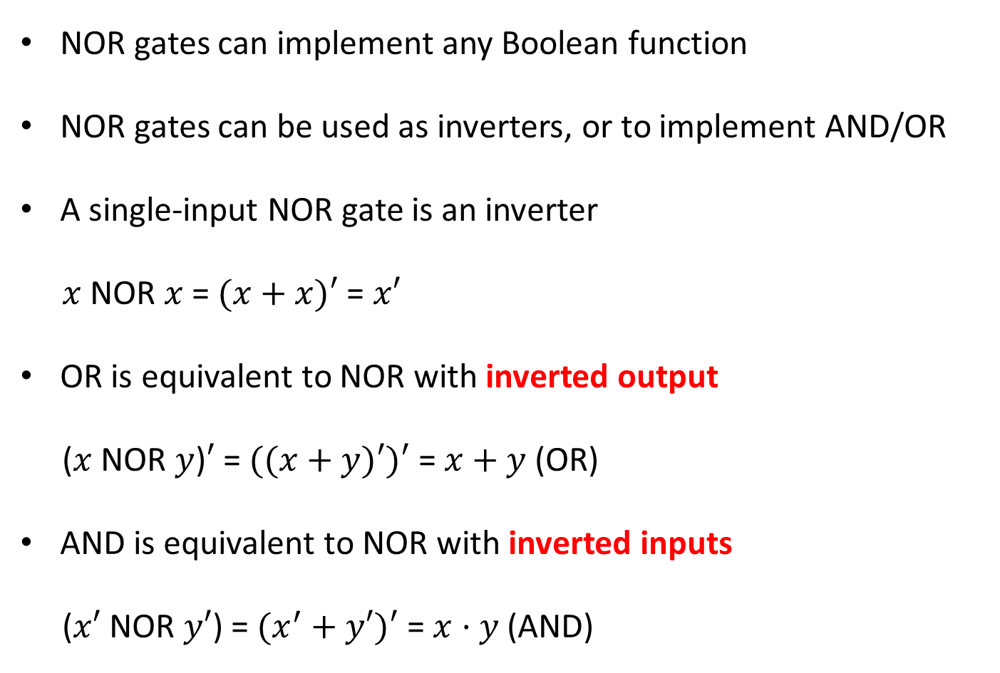 • NOR gates can implement any Boolean function
• NOR gates can be used as inverters, or to implement AND/OR
• A single-input NOR gate is an inverter
x NOR x = (x + x)′ = x′
• OR is equivalent to NOR with inverted output
(x NOR y)′ = ((x + y)′)′ = x + y (OR)
• AND is equivalent to NOR with inverted inputs
(x′ NOR y′) = (x′ + y′)′ = x · y (AND)